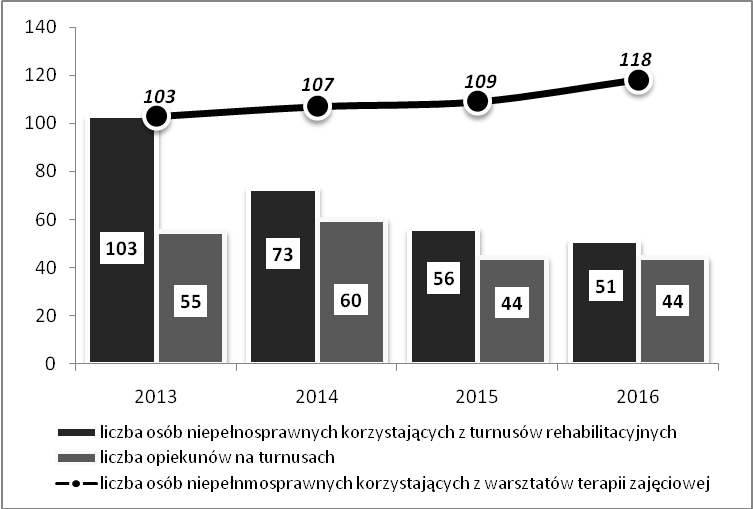 140
120
100
80
60
40
20
0
103 107 109 118
103 55 73 60 56 44 51 44
2013 2014 2015 2016
liczba osób niepełnosprawnych korzystających z turnusów rehabilitacyjnych
liczba opiekunów na turnusach
liczba osób niepełnmosprawnych korzystających z warsztatów terapii zajęciowej